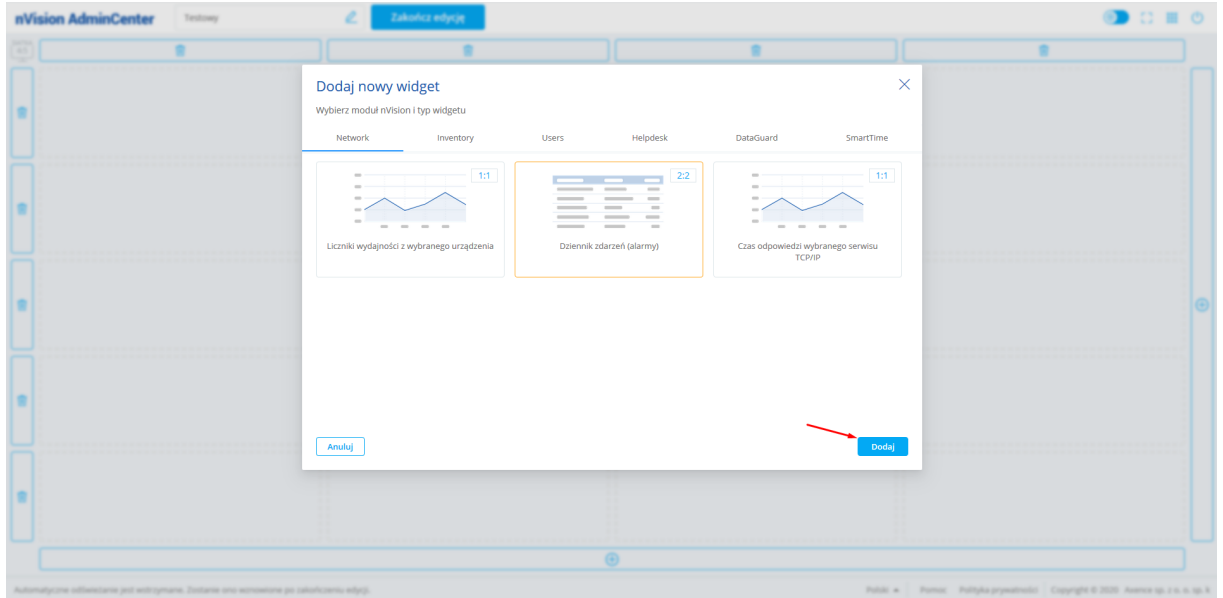 nVision AdminCenter
Testowy
Zakończ edycję
Dodaj nowy widget
Wybierz moduł nVision i typ widgetu
Network Inventory Users Helpdesk DataGuard SmartTime
1:1 2:2 1:1
Liczniki wydajności z wybranego urządzenia
Dziennik zdarzeń (alarmy)
Czas odpowiedzi wybranego serwisu
TCP/IP
Anuluj
Dodaj
Automatyczne odświeżanie jest wstrzymane. Zostanie ono wznowione po zakończeniu edycji.
Polski Pomoc Polityka prywatności Copyright © 2020 Axence sp. z o. o. sp. k